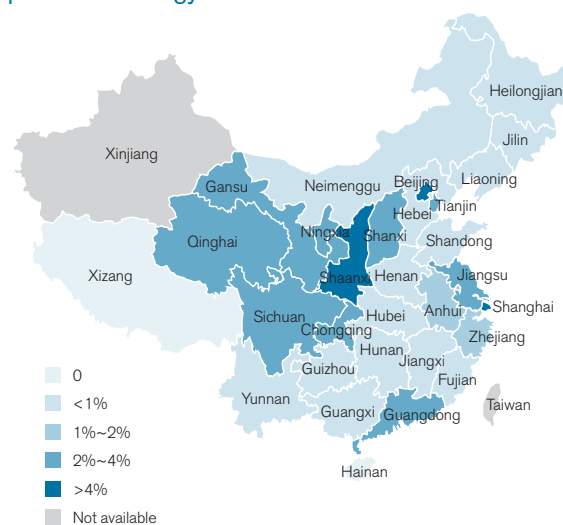 Heilongjian
Jilin
Xinjiang
Liaoning
Beijing
Gansu
Neimenggu
Tianjin
Hebei
Ningxia
Shanxi
Qinghai
Shandong
Xizang
Shaanxi
Henan
Jiangsu
Shanghai
Sichuan
Hubei
Anhui
Chongqing
Zhejiang
Hunan
Jiangxi
Guizhou
Fujian
Yunnan
Guangxi
Guangdong
Taiwan
Hainan
0
<1%
1%~2%
2%~4%
>4%
Not available